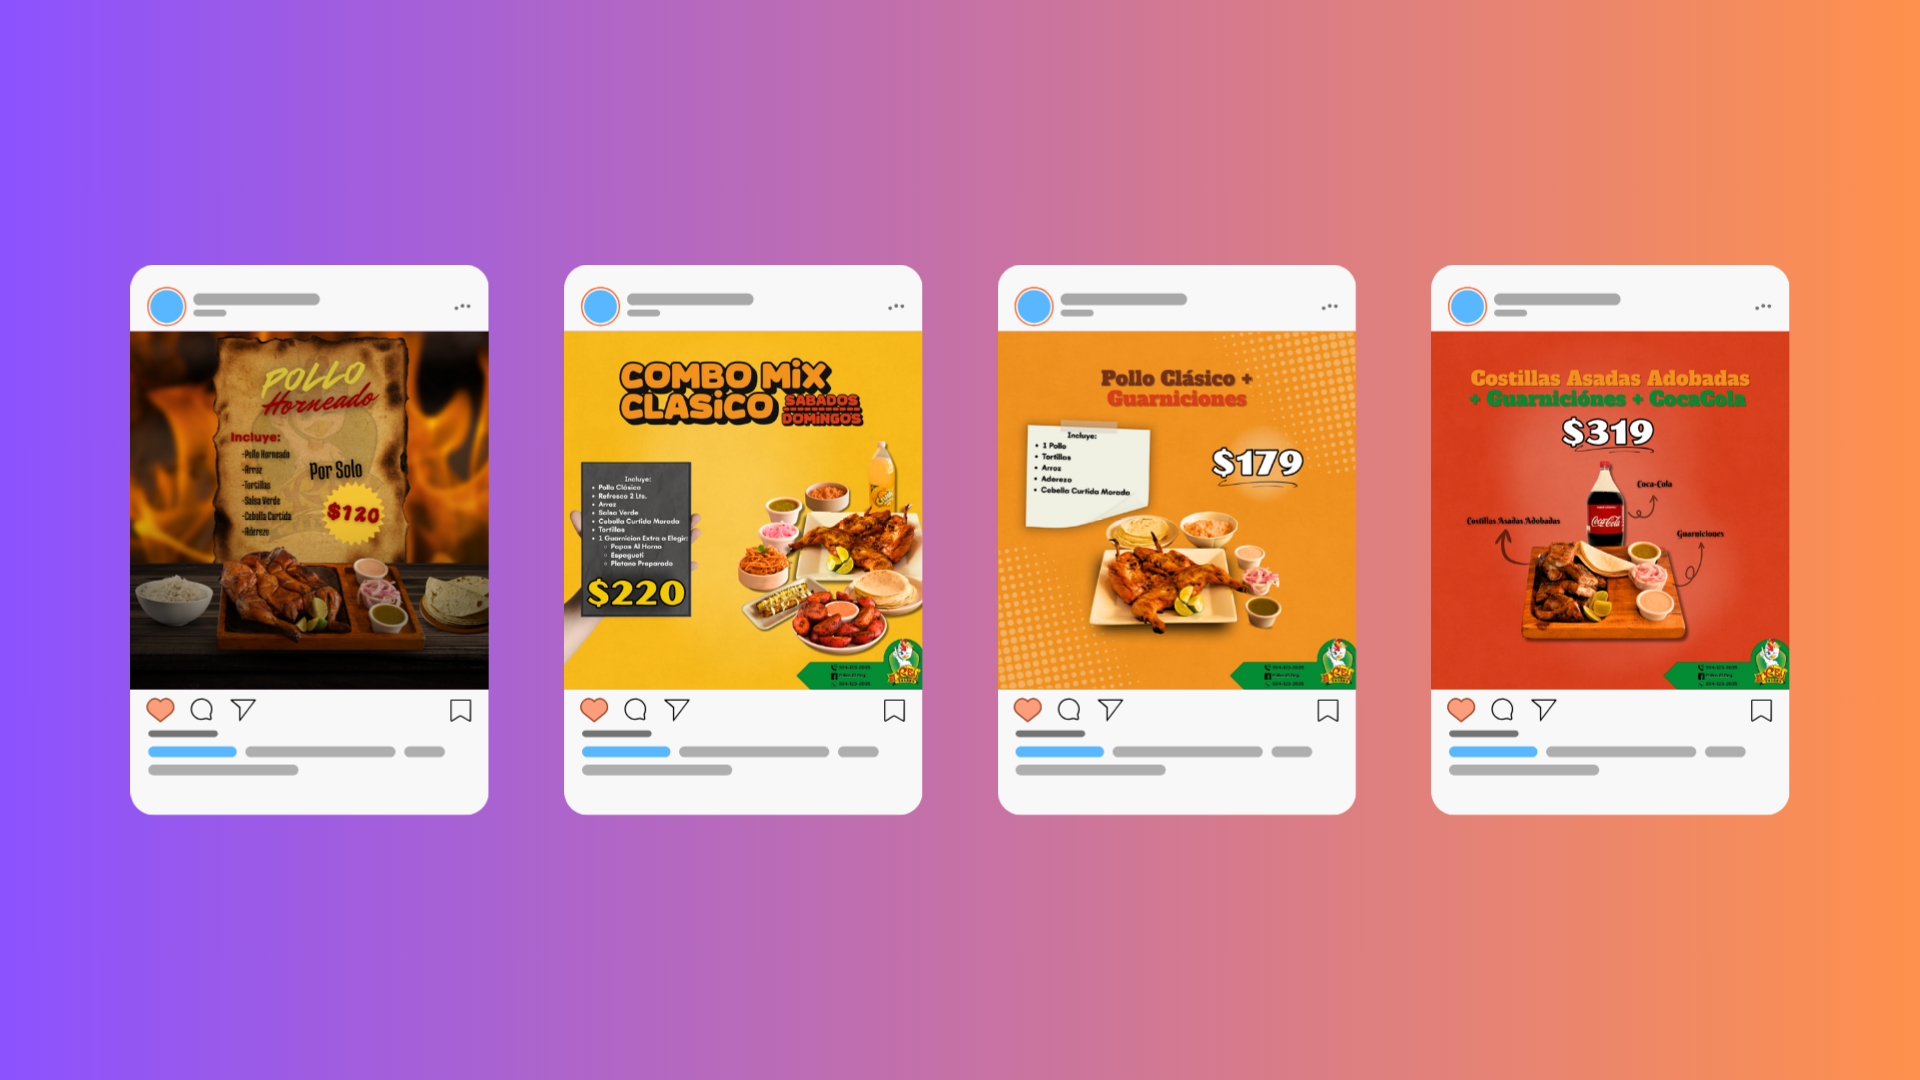 POLLO
Horneado
Incluye:
-Pollo Horneado
-Arroz
-Tortillas
-Salsa Verde
-Cebolla Curtida
-Aderezo
Por Solo
$120
COMBO MiX
CLASiCO
SABADOS
DOMiNGOS
Incluye:
• Pollo Clásico
• Refresco 2 Lts.
• Arroz
• Salsa Verde
• Cebolla Curtida Morada
• Tortillas
• 1 Guarnicion Extra a Elegir:
○ Papas Al Horno
○ Espagueti
○ Platano Preparado
$220
Pollo Clásico +
Guarniciones
Incluye:
• 1 Pollo
• Tortillas
• Arroz
• Aderezo
• Cebolla Curtida Morada
$179
Costillas Asadas Adobadas
+ Guarniciónes + CocaCola
$319
Coca-Cola
Costillas Asadas Adobadas
Coca-Cola
Guarniciones